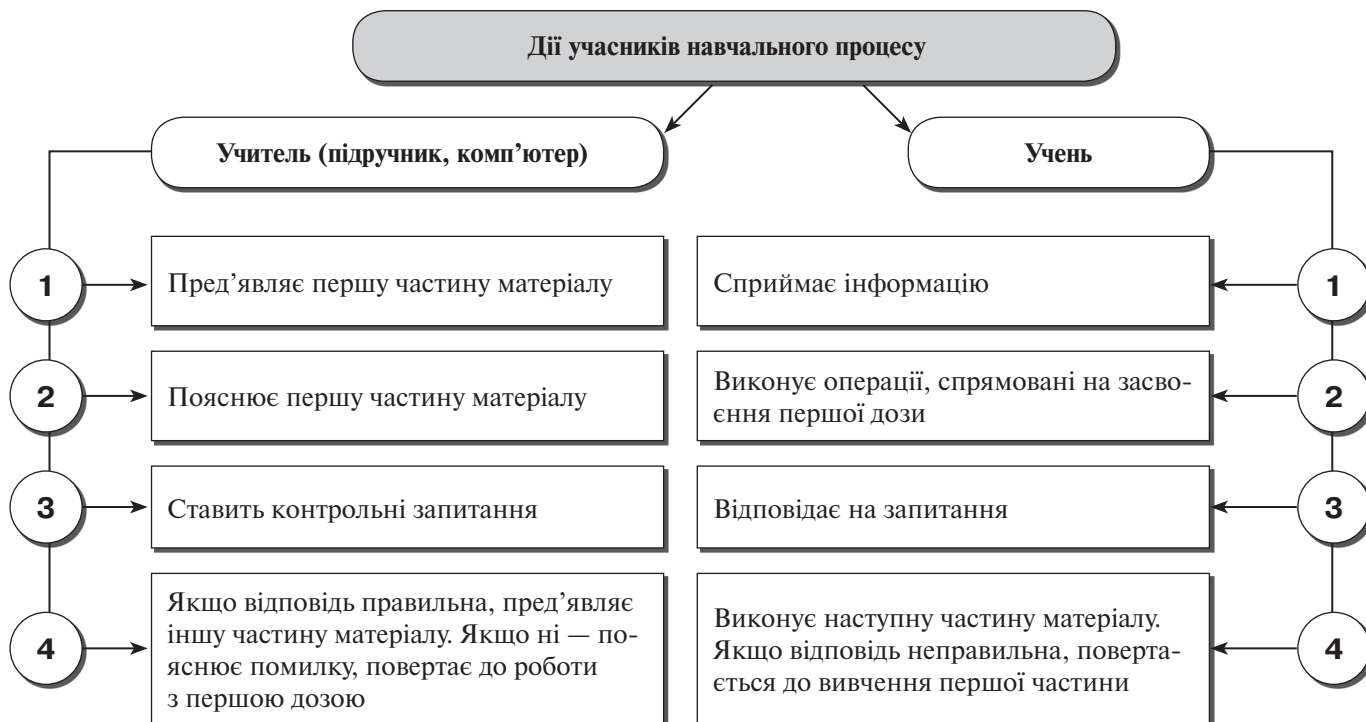 Дії учасників навчального процесу
Учитель (підручник, комп’ютер)
Учень
1
Пред’являє першу частину матеріалу
Сприймає інформацію
1
2
Пояснює першу частину матеріалу
Виконує операції, спрямовані на засво-
єння першої дози
2
3
Ставить контрольні запитання
Відповідає на запитання
3
4
Якщо відповідь правильна, пред’являє
іншу частину матеріалу. Якщо ні — по-
яснює помилку, повертає до роботи
з першою дозою
Виконує наступну частину матеріалу.
Якщо відповідь неправильна, поверта-
ється до вивчення першої частини
4